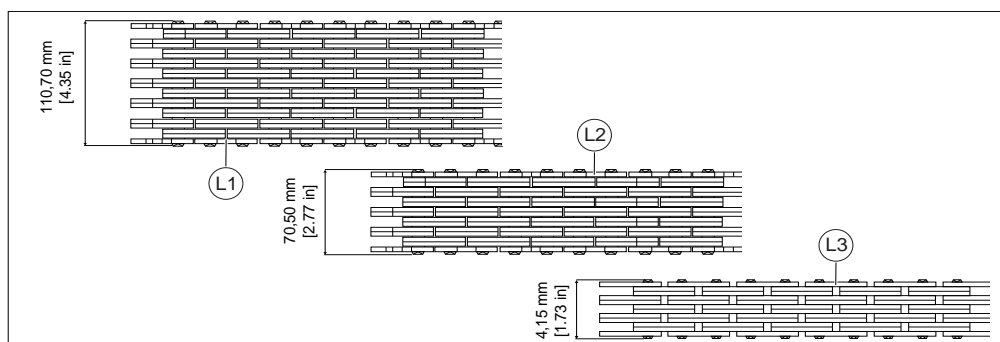 110,70 mm
[4.35 in]
L1
L2
70,50 mm
[2.77 in]
L3
4,15 mm
[1.73 in]